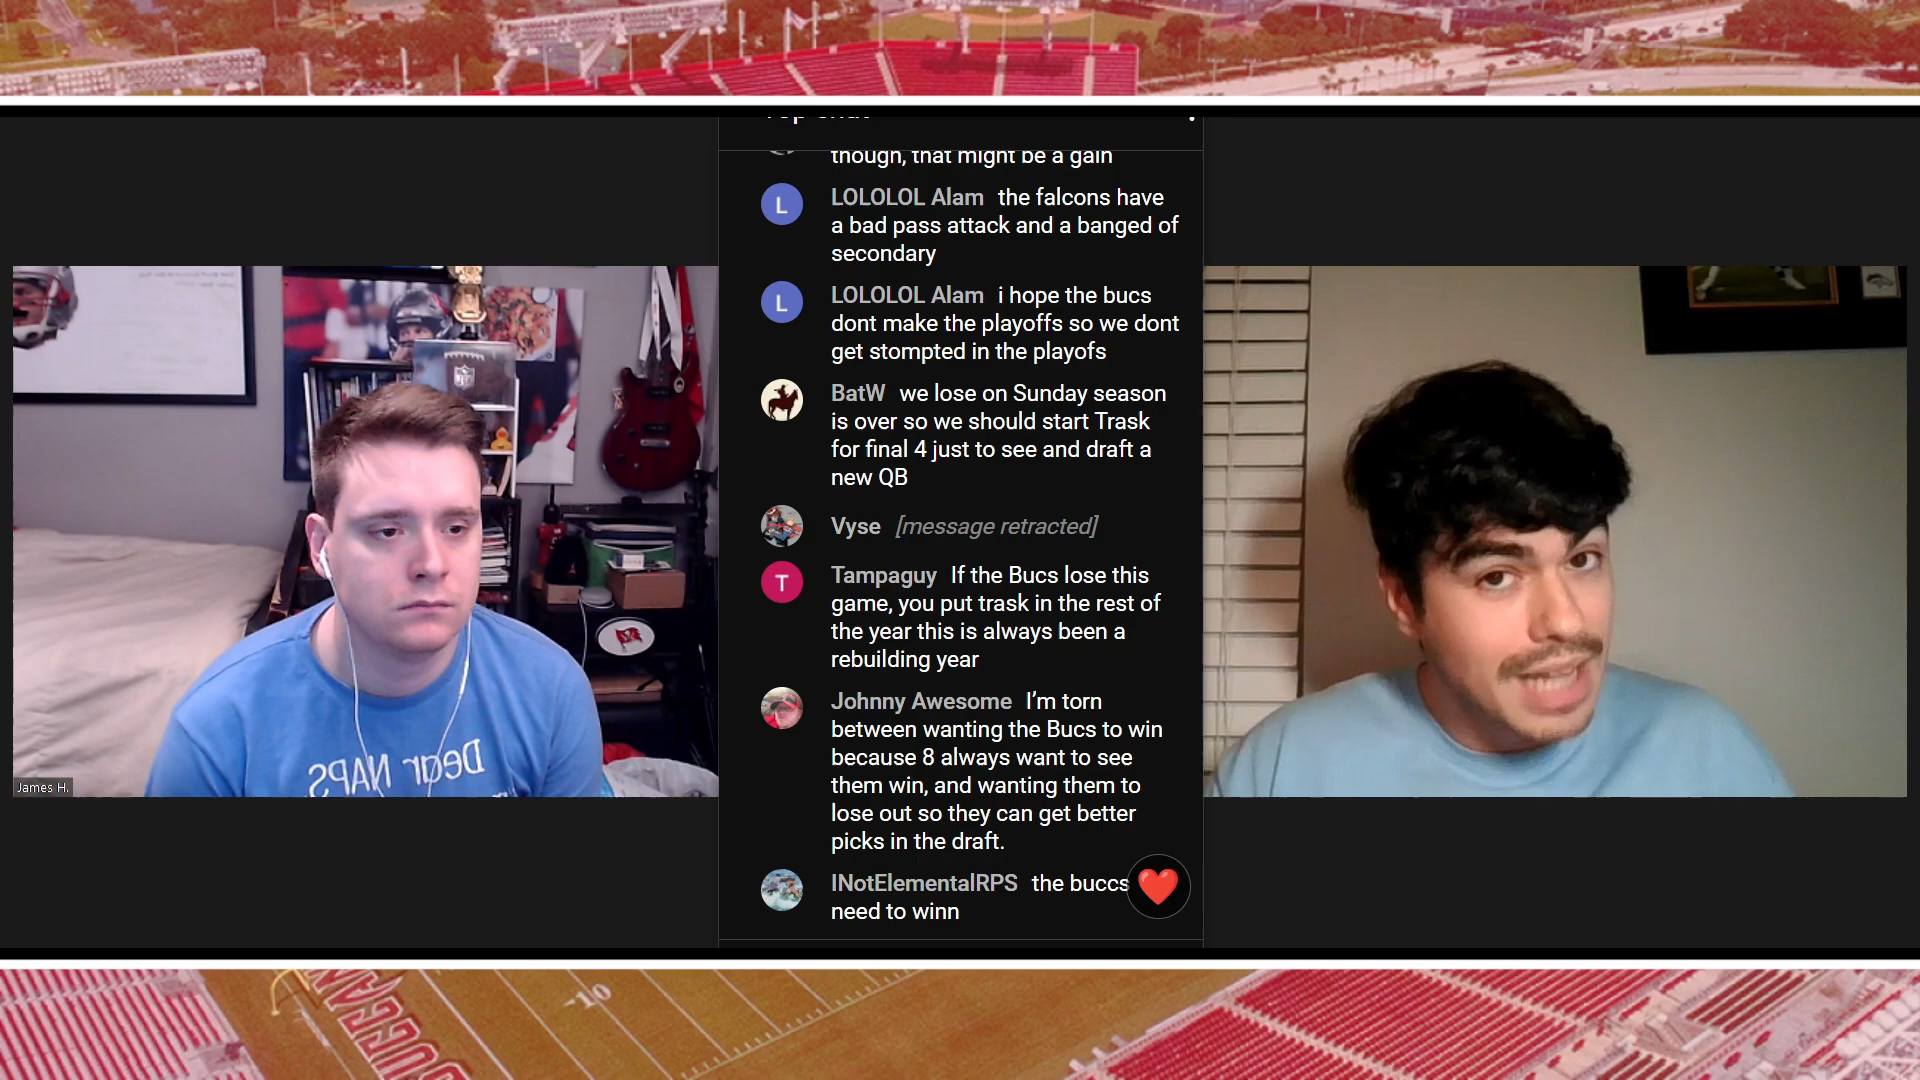 Top chat
though, that might be a gain
L
LOLOLOL Alam the falcons have
a bad pass attack and a banged of
secondary
L
LOLOLOL Alam i hope the bucs
dont make the playoffs so we dont
get stompted in the playofs
BatW we lose on Sunday season
is over so we should start Trask
for final 4 just to see and draft a
new QB
Vyse [message retracted]
T
Tampaguy If the Bucs lose this
game, you put trask in the rest of
the year this is always been a
rebuilding year
Johnny Awesome I’m torn
between wanting the Bucs to win
because 8 always want to see
them win, and wanting them to
lose out so they can get better
picks in the draft.
INotElementalRPS the buccs
need to winn
NFL
Dear NAPS
James H.
10